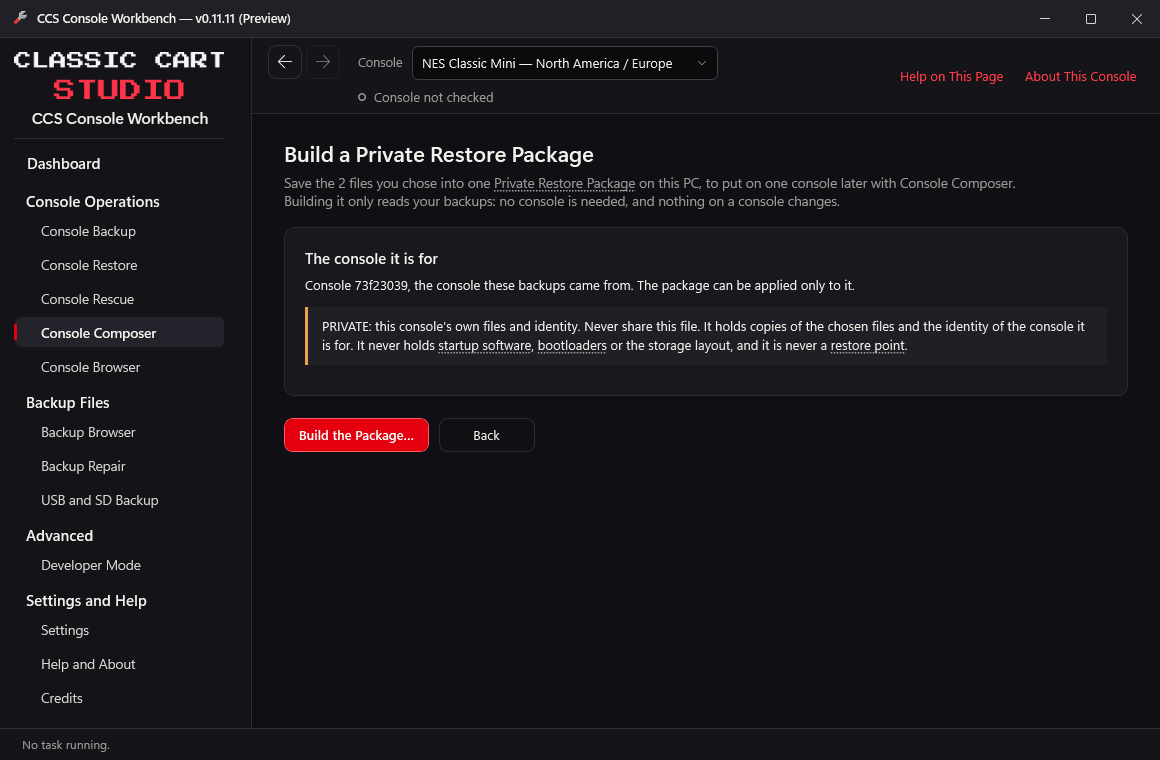 CCS Console Workbench — v0.11.11 (Preview)
CLASSIC CART
STUDIO
CCS Console Workbench
Dashboard
Console Operations
Console Backup
Console Restore
Console Rescue
Console Composer
Console Browser
Backup Files
Backup Browser
Backup Repair
USB and SD Backup
Advanced
Developer Mode
Settings and Help
Settings
Help and About
Credits
Console
NES Classic Mini — North America / Europe
Console not checked
Help on This Page
About This Console
Build a Private Restore Package
Save the 2 files you chose into one Private Restore Package on this PC, to put on one console later with Console Composer.
Building it only reads your backups: no console is needed, and nothing on a console changes.
The console it is for
Console 73f23039, the console these backups came from. The package can be applied only to it.
PRIVATE: this console's own files and identity. Never share this file. It holds copies of the chosen files and the identity of the console it
is for. It never holds startup software, bootloaders or the storage layout, and it is never a restore point.
Build the Package...
Back
No task running.